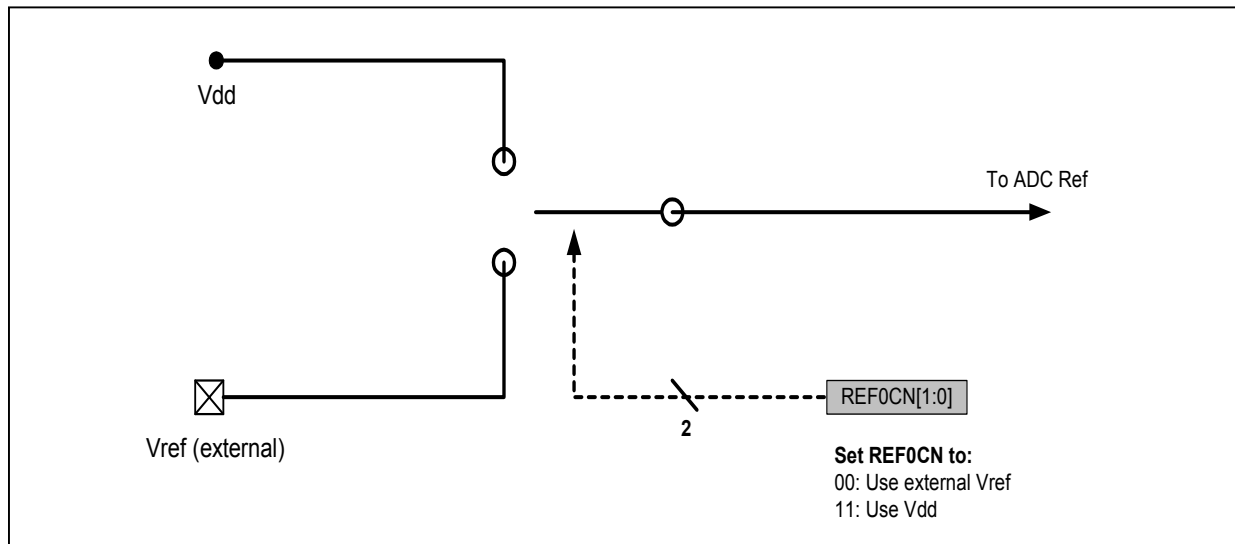 Vdd
To ADC Ref
REF0CN[1:0]
2
Vref (external)
Set REF0CN to:
00: Use external Vref
11: Use Vdd